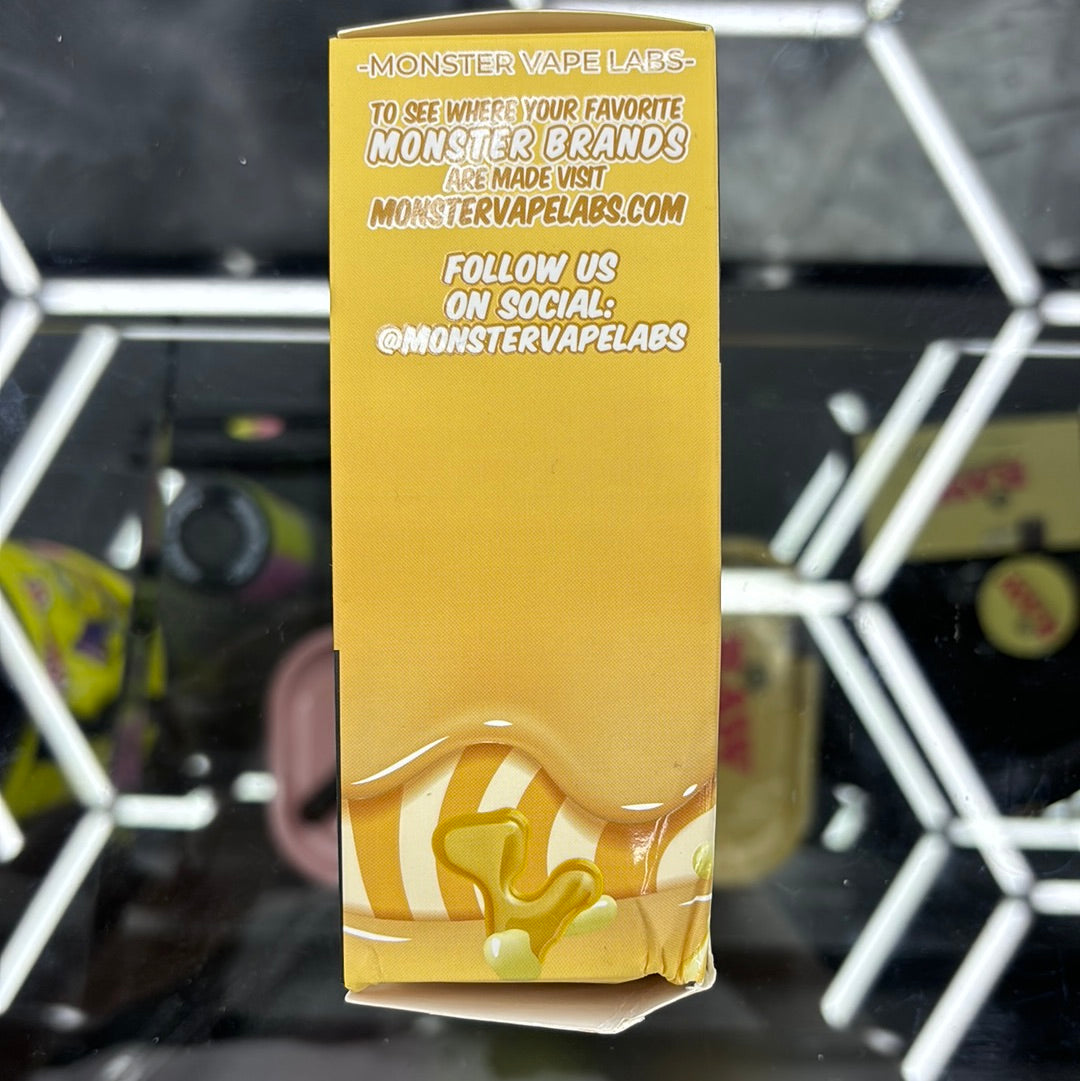 -MONSTER VAPE LABS-
TO SEE WHERE YOUR FAVORITE
MONSTER BRANDS
ARE MADE VISIT
MONSTERVAPELABS.COM
FOLLOW US
ON SOCIAL:
@MONSTERVAPELABS
RAW